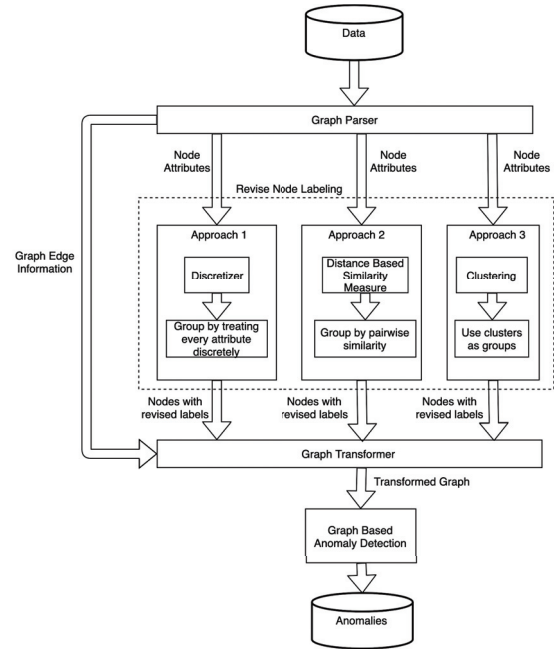 Data
Graph Parser
Node
Attributes
Node
Attributes
Node
Attributes
Revise Node Labeling
Graph Edge
Information
Approach 1
Discretizer
Group by treating
every attribute
discretely
Approach 2
Distance Based
Similarity
Measure
Group by pairwise
similarity
Approach 3
Clustering
Use clusters
as groups
Nodes with
revised labels
Nodes with
revised labels
Nodes with
revised labels
Graph Transformer
Transformed Graph
Graph Based
Anomaly Detection
Anomalies